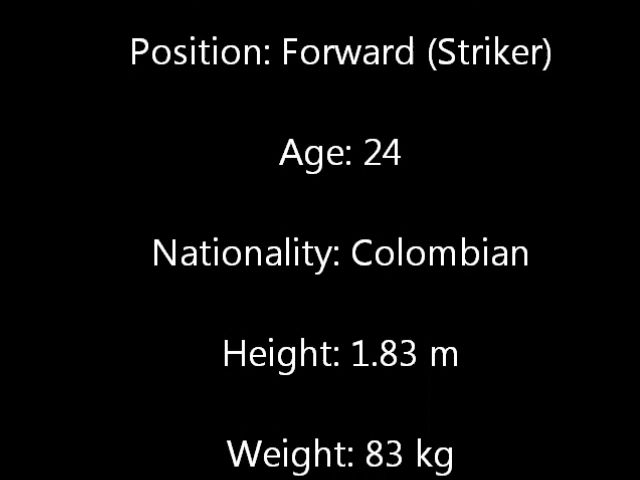 Position: Forward (Striker)
Age: 24
Nationality: Colombian
Height: 1.83 m
Weight: 83 kg